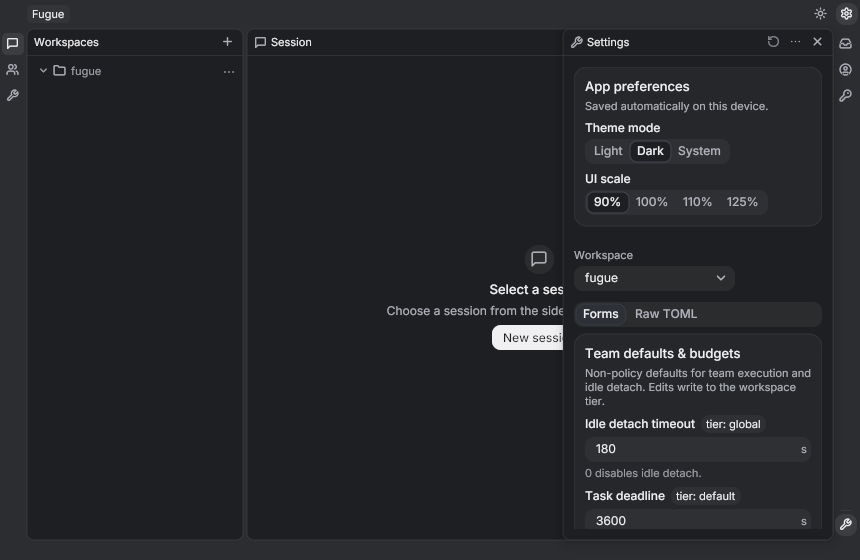 Fugue
Workspaces
fugue
Session
Select a ses
Choose a session from the side
New sessi
Settings
App preferences
Saved automatically on this device.
Theme mode
Light Dark System
UI scale
90% 100% 110% 125%
Workspace
fugue
Forms Raw TOML
Team defaults & budgets
Non-policy defaults for team execution and
idle detach. Edits write to the workspace
tier.
Idle detach timeout tier: global
180 s
0 disables idle detach.
Task deadline tier: default
3600 s